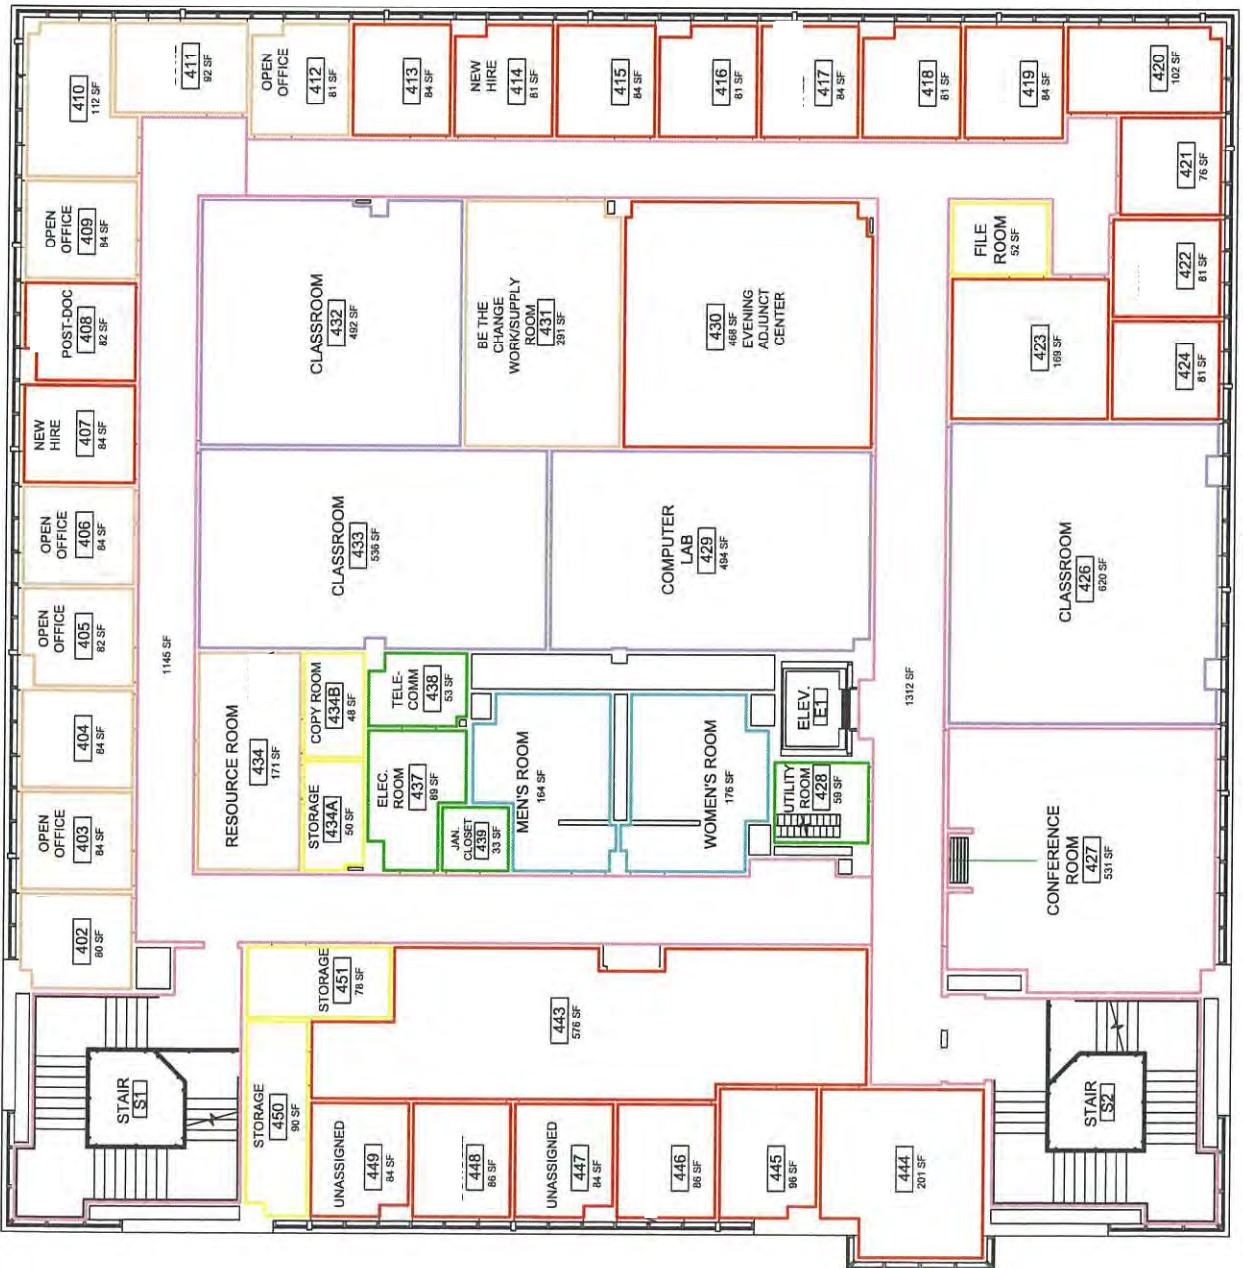 410
112 SF
411
92 SF
OPEN
OFFICE
412
81 SF
413
84 SF
NEW
HIRE
414
81 SF
415
84 SF
416
81 SF
417
84 SF
418
81 SF
419
84 SF
420
102 SF
421
76 SF
422
81 SF
424
81 SF
FILE
ROOM
52 SF
423
169 SF
OPEN
OFFICE
409
84 SF
POST-DOC
408
82 SF
NEW
HIRE
407
84 SF
OPEN
OFFICE
406
84 SF
OPEN
OFFICE
405
82 SF
404
84 SF
OPEN
OFFICE
403
84 SF
402
80 SF
CLASSROOM
432
492 SF
BE THE
CHANGE
WORK/SUPPLY
ROOM
431
291 SF
430
468 SF
EVENING
ADJUNCT
CENTER
CLASSROOM
433
536 SF
COMPUTER
LAB
429
494 SF
CLASSROOM
426
620 SF
1145 SF
1312 SF
RESOURCE ROOM
434
171 SF
COPY ROOM
434B
48 SF
STORAGE
434A
50 SF
TELE-
COMM
438
53 SF
ELEC.
ROOM
437
89 SF
JAN.
CLOSET
439
33 SF
MEN'S ROOM
164 SF
WOMEN'S ROOM
176 SF
ELEV.
E1
UTILITY
ROOM
428
59 SF
CONFERENCE
ROOM
427
531 SF
STORAGE
451
78 SF
443
576 SF
STAIR
S1
STORAGE
450
90 SF
UNASSIGNED
449
84 SF
448
86 SF
UNASSIGNED
447
84 SF
446
86 SF
445
96 SF
444
201 SF
STAIR
S2